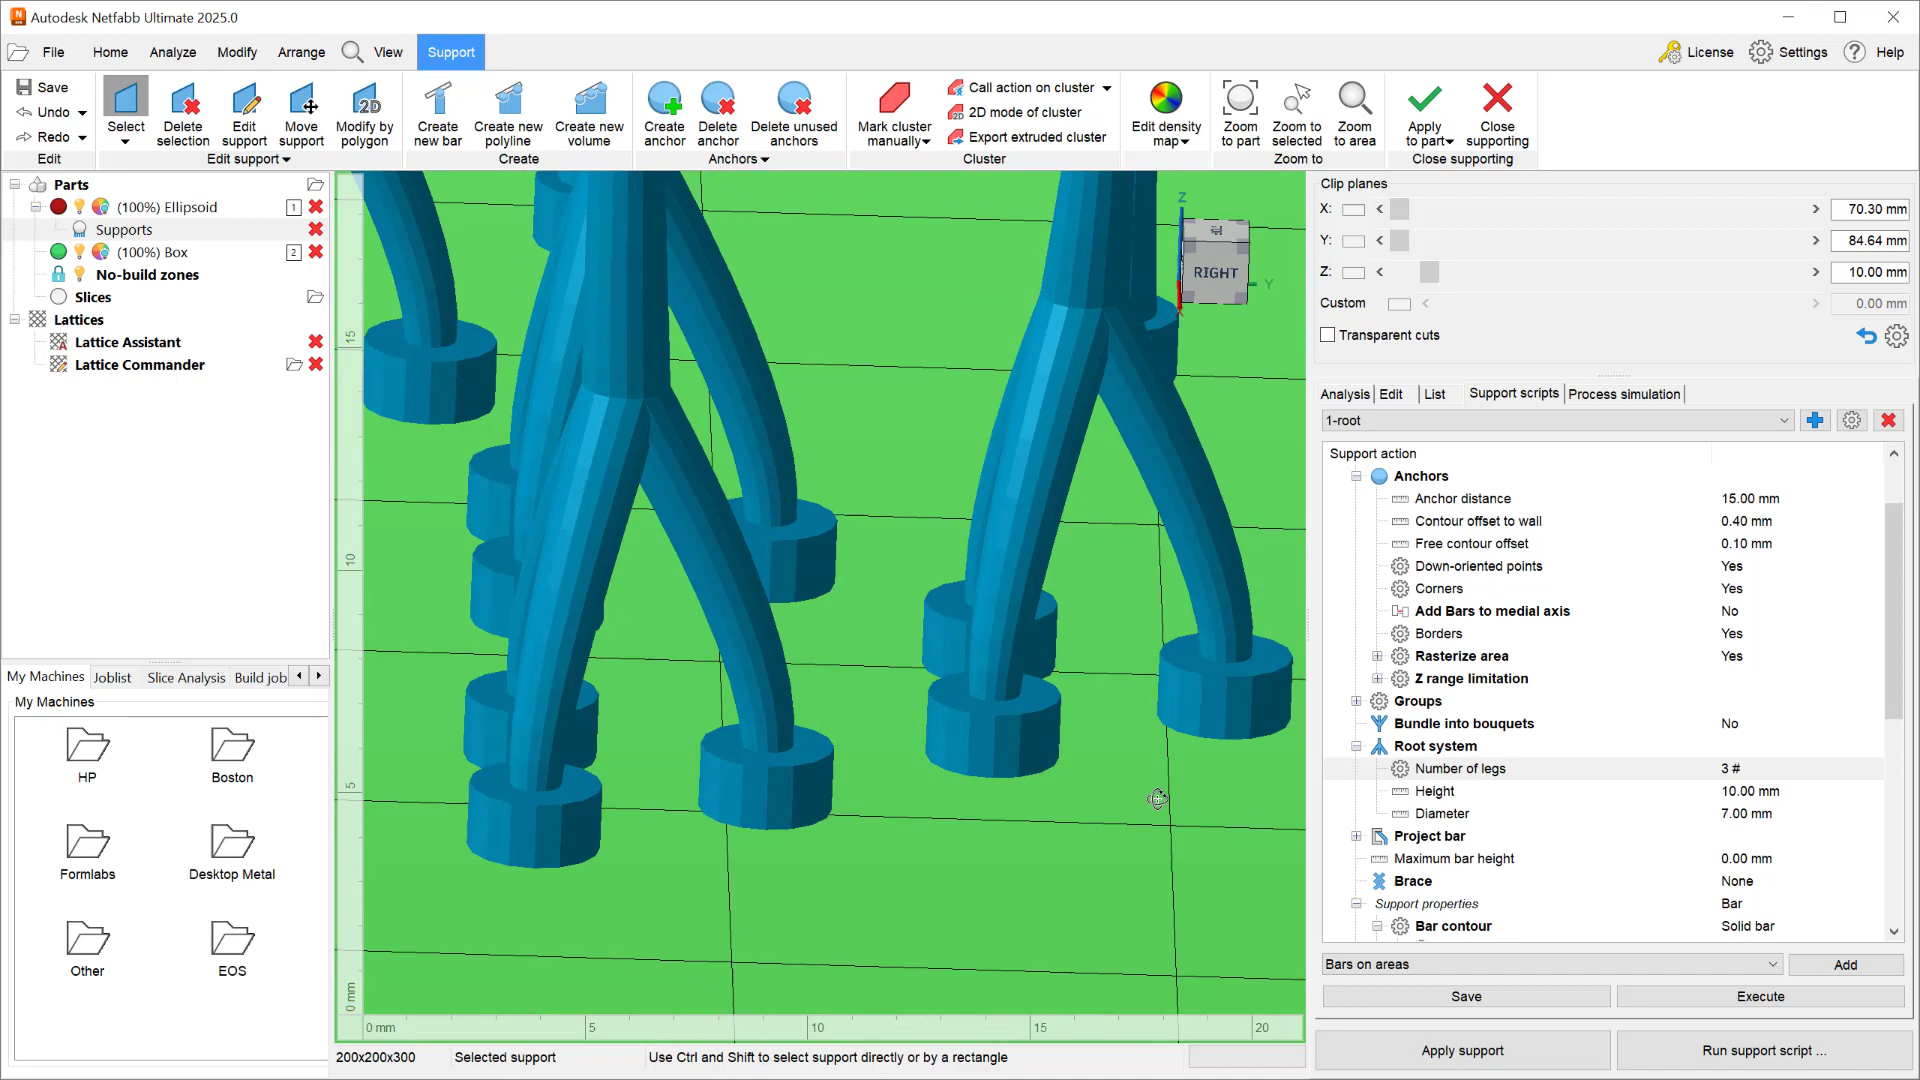 Autodesk Netfabb Ultimate 2025.0
File Home Analyze Modify Arrange View Support License Settings Help
Save
Undo
Redo
Edit
Select
Delete selection
Edit support
Move support
Modify by polygon
Edit support
Create new bar
Create new polyline
Create new volume
Create
Create anchor
Delete anchor
Delete unused anchors
Anchors
Mark cluster manually
Call action on cluster
2D mode of cluster
Export extruded cluster
Cluster
Edit density map
Zoom to part
Zoom to selected
Zoom to area
Zoom to
Apply to part
Close supporting
Close supporting
Parts
(100%) Ellipsoid 1
Supports
(100%) Box 2
No-build zones
Slices
Lattices
Lattice Assistant
Lattice Commander
My Machines Joblist Slice Analysis Build job
My Machines
HP Boston
Formlabs Desktop Metal
Other EOS
Z
RIGHT
Y
15
10
5
0 mm
0 mm 5 10 15 20
200x200x300 Selected support Use Ctrl and Shift to select support directly or by a rectangle
Clip planes
X: 70.30 mm
Y: 84.64 mm
Z: 10.00 mm
Custom 0.00 mm
Transparent cuts
Analysis Edit List Support scripts Process simulation
1-root
Support action
Anchors
Anchor distance 15.00 mm
Contour offset to wall 0.40 mm
Free contour offset 0.10 mm
Down-oriented points Yes
Corners Yes
Add Bars to medial axis No
Borders Yes
Rasterize area Yes
Z range limitation
Groups
Bundle into bouquets No
Root system
Number of legs 3 #
Height 10.00 mm
Diameter 7.00 mm
Project bar
Maximum bar height 0.00 mm
Brace None
Support properties Bar
Bar contour Solid bar
Bars on areas Add
Save Execute
Apply support Run support script ...